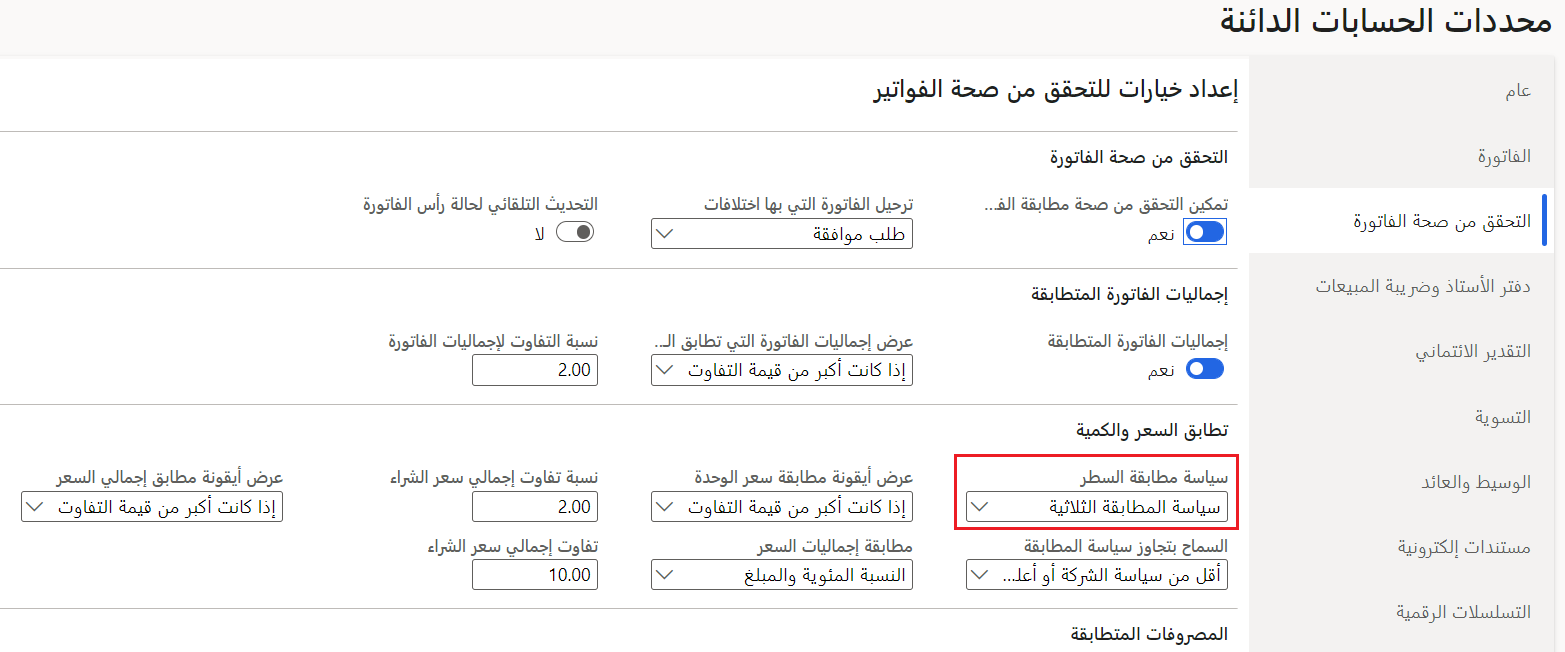 محددات الحسابات الدائنة
عام
الفاتورة
التحقق من صحة الفاتورة
دفتر الأستاذ وضريبة المبيعات
التقدير الائتماني
التسوية
الوسيط والعائد
مستندات إلكترونية
التسلسلات الرقمية
إعداد خيارات للتحقق من صحة الفواتير
التحقق من صحة الفاتورة
تمكين التحقق من صحة مطابقة الف...
نعم
ترحيل الفاتورة التي بها اختلافات
طلب موافقة
التحديث التلقائي لحالة رأس الفاتورة
لا
إجماليات الفاتورة المتطابقة
إجماليات الفاتورة المتطابقة
نعم
عرض إجماليات الفاتورة التي تطابق الـ...
إذا كانت أكبر من قيمة التفاوت
نسبة التفاوت لإجماليات الفاتورة
2.00
تطابق السعر والكمية
سياسة مطابقة السطر
سياسة المطابقة الثلاثية
عرض أيقونة مطابقة سعر الوحدة
إذا كانت أكبر من قيمة التفاوت
نسبة تفاوت إجمالي سعر الشراء
2.00
عرض أيقونة مطابق إجمالي السعر
إذا كانت أكبر من قيمة التفاوت
السماح بتجاوز سياسة المطابقة
أقل من سياسة الشركة أو أعلـ...
مطابقة إجماليات السعر
النسبة المئوية والمبلغ
تفاوت إجمالي سعر الشراء
10.00
المصروفات المتطابقة